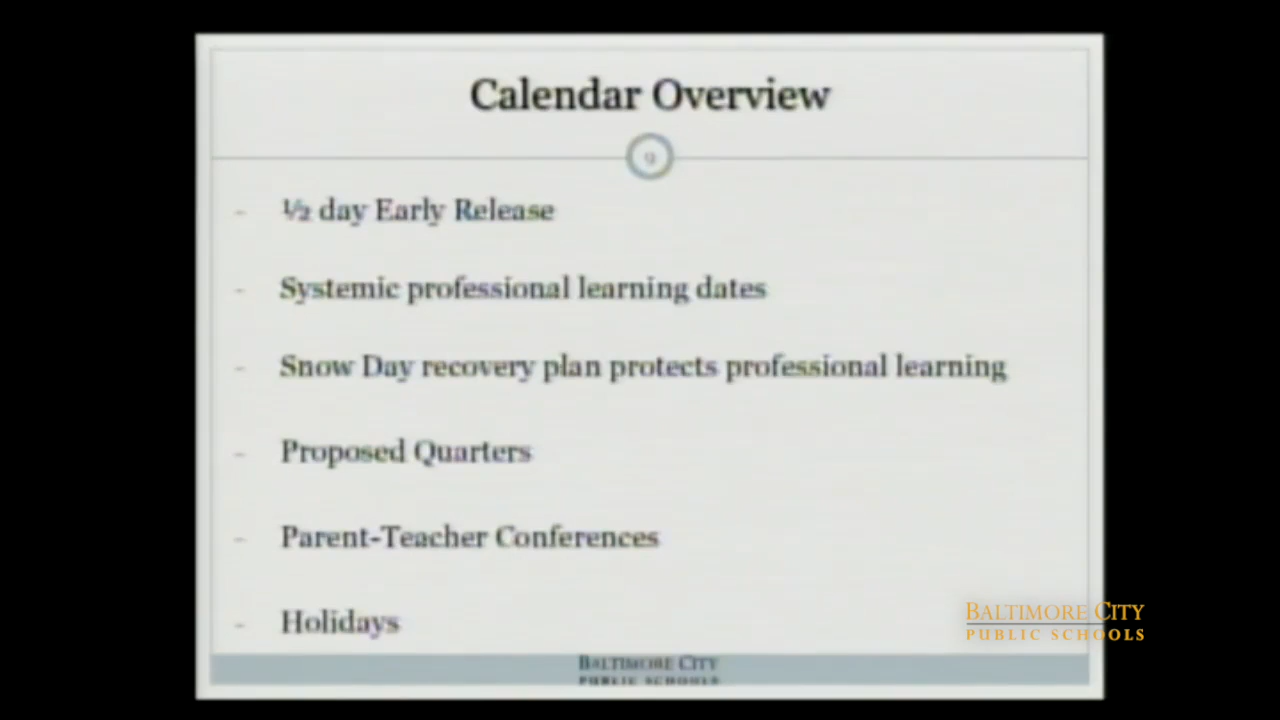 Calendar Overview
9
- ½ day Early Release
- Systemic professional learning dates
- Snow Day recovery plan protects professional learning
- Proposed Quarters
- Parent-Teacher Conferences
- Holidays
BALTIMORE CITY
PUBLIC SCHOOLS
BALTIMORE CITY
PUBLIC SCHOOLS